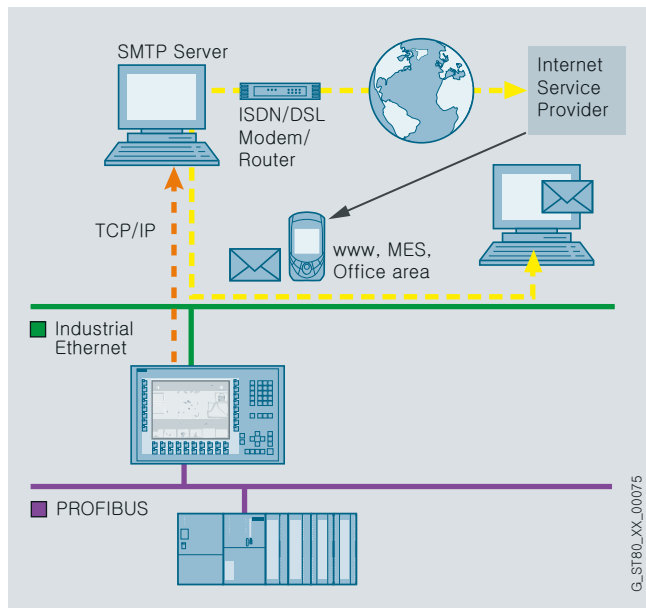 SMTP Server
ISDN/DSL
Modem/
Router
Internet
Service
Provider
TCP/IP
www, MES,
Office area
Industrial
Ethernet
PROFIBUS
G_ST80_XX_00075